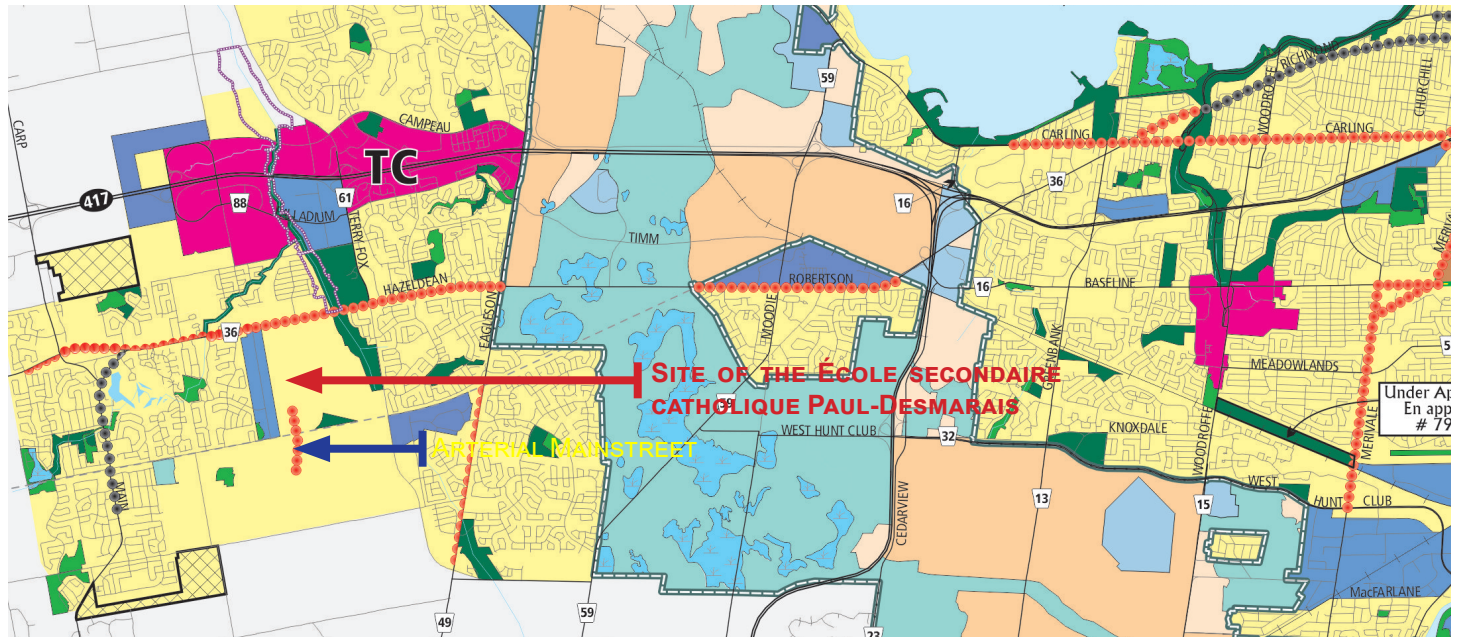 59
RICHMOND
CHURCHILL
WOODROFFE
CARP
CAMPEAU
CARLING
CARLING
TC
36
417
88
61
16
PALLADIUM
TERRY FOX
TIMM
MERIVALE
HAZELDEAN
ROBERTSON
16
BASELINE
36
EAGLESON
MOODIE
GREENBANK
MEADOWLANDS
SITE OF THE ÉCOLE SECONDAIRE
CATHOLIQUE PAUL-DESMARAIS
59
Under Ap
En app
# 79
WEST HUNT CLUB
32
KNOXDALE
ARTERIAL MAINSTREET
MAIN
WOODROFFE
MERIVALE
WEST
HUNT CLUB
13
15
CEDARVIEW
MacFARLANE
49
59
23